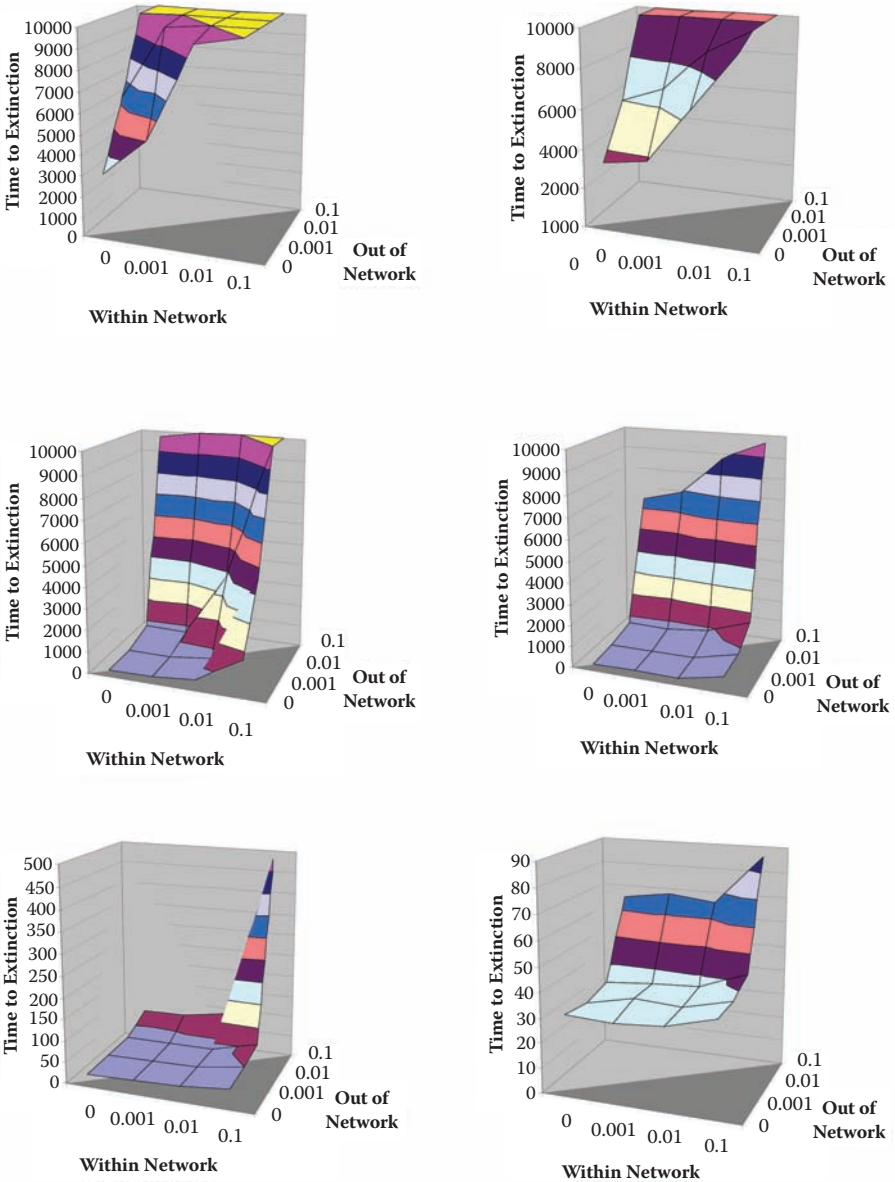 10000
9000
8000
7000
6000
5000
4000
3000
2000
1000
0
Time to Extinction
0 0.001 0.01 0.1
0.1
0.01
0.001
0
Out of
Network
Within Network
10000
8000
6000
4000
2000
1000
0
Time to Extinction
0 0.001 0.01 0.1
0.1
0.01
0.001
0
Out of
Network
Within Network
10000
9000
8000
7000
6000
5000
4000
3000
2000
1000
0
Time to Extinction
0 0.001 0.01 0.1
0.1
0.01
0.001
0
Out of
Network
Within Network
10000
9000
8000
7000
6000
5000
4000
3000
2000
1000
0
Time to Extinction
0 0.001 0.01 0.1
0.1
0.01
0.001
0
Out of
Network
Within Network
500
450
400
350
300
250
200
150
100
50
0
Time to Extinction
0 0.001 0.01 0.1
0.1
0.01
0.001
0
Out of
Network
Within Network
90
80
70
60
50
40
30
20
10
0
Time to Extinction
0 0.001 0.01 0.1
0.1
0.01
0.001
0
Out of
Network
Within Network